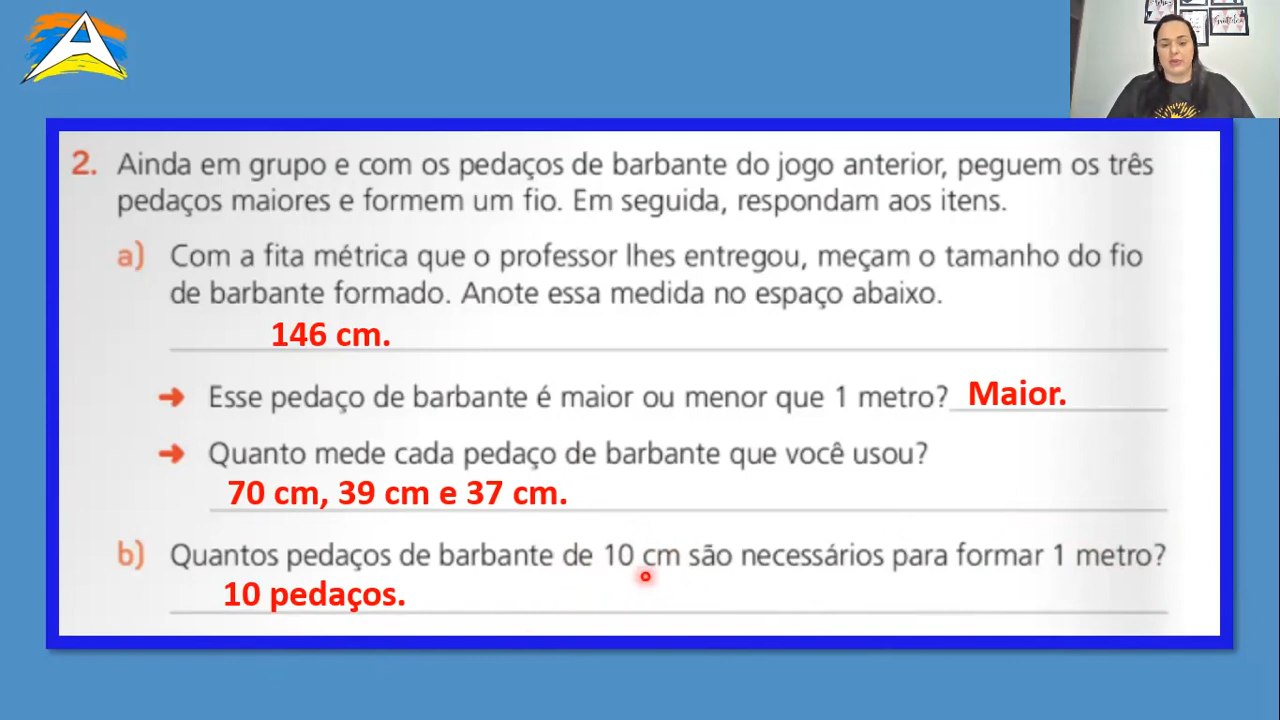 2. Ainda em grupo e com os pedaços de barbante do jogo anterior, peguem os três
pedaços maiores e formem um fio. Em seguida, respondam aos itens.
a) Com a fita métrica que o professor lhes entregou, meçam o tamanho do fio
de barbante formado. Anote essa medida no espaço abaixo.
146 cm.
➜ Esse pedaço de barbante é maior ou menor que 1 metro? Maior.
➜ Quanto mede cada pedaço de barbante que você usou?
70 cm, 39 cm e 37 cm.
b) Quantos pedaços de barbante de 10 cm são necessários para formar 1 metro?
10 pedaços.